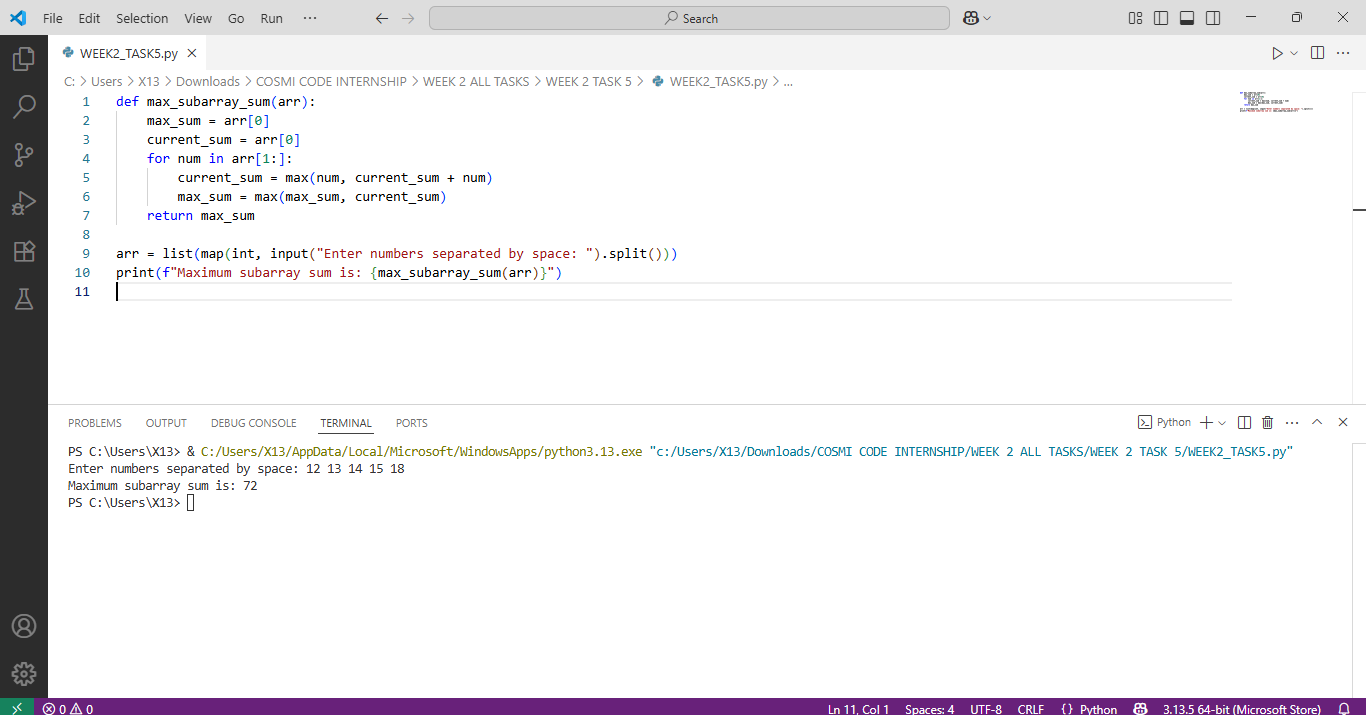 File Edit Selection View Go Run ··· Search
WEEK2_TASK5.py
C: > Users > X13 > Downloads > COSMI CODE INTERNSHIP > WEEK 2 ALL TASKS > WEEK 2 TASK 5 > WEEK2_TASK5.py > ...
1 def max_subarray_sum(arr):
2 max_sum = arr[0]
3 current_sum = arr[0]
4 for num in arr[1:]:
5 current_sum = max(num, current_sum + num)
6 max_sum = max(max_sum, current_sum)
7 return max_sum
8
9 arr = list(map(int, input("Enter numbers separated by space: ").split()))
10 print(f"Maximum subarray sum is: {max_subarray_sum(arr)}")
11
PROBLEMS OUTPUT DEBUG CONSOLE TERMINAL PORTS Python
PS C:\Users\X13> & C:/Users/X13/AppData/Local/Microsoft/WindowsApps/python3.13.exe "c:/Users/X13/Downloads/COSMI CODE INTERNSHIP/WEEK 2 ALL TASKS/WEEK 2 TASK 5/WEEK2_TASK5.py"
Enter numbers separated by space: 12 13 14 15 18
Maximum subarray sum is: 72
PS C:\Users\X13>
0 0 Ln 11, Col 1 Spaces: 4 UTF-8 CRLF {} Python 3.13.5 64-bit (Microsoft Store)